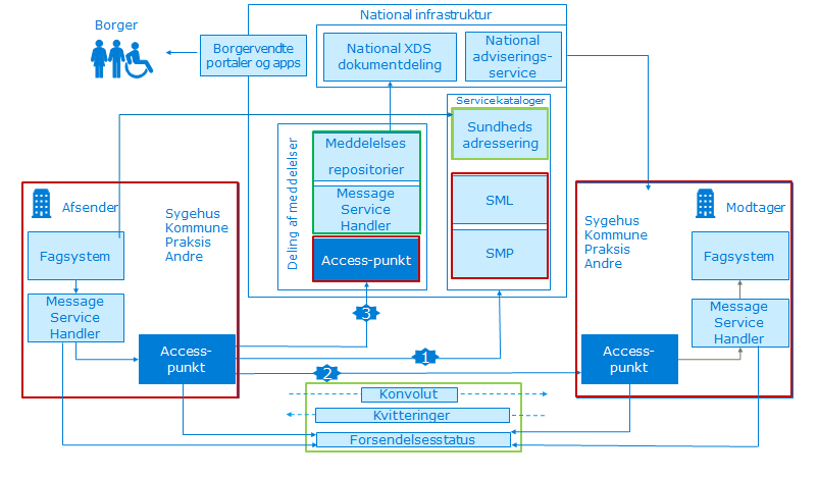 Borger
National infrastruktur
Borgervendte
portaler og apps
National XDS
dokumentdeling
National
adviserings-
service
Servicekataloger
Sundheds
adressering
SML
SMP
Deling af meddelelser
Meddelelses
repositorier
Message
Service
Handler
Access-punkt
Afsender
Sygehus
Kommune
Praksis
Andre
Fagsystem
Message
Service
Handler
Access-
punkt
Modtager
Sygehus
Kommune
Praksis
Andre
Fagsystem
Message
Service
Handler
Access-
punkt
3
1
2
Konvolut
Kvitteringer
Forsendelsesstatus